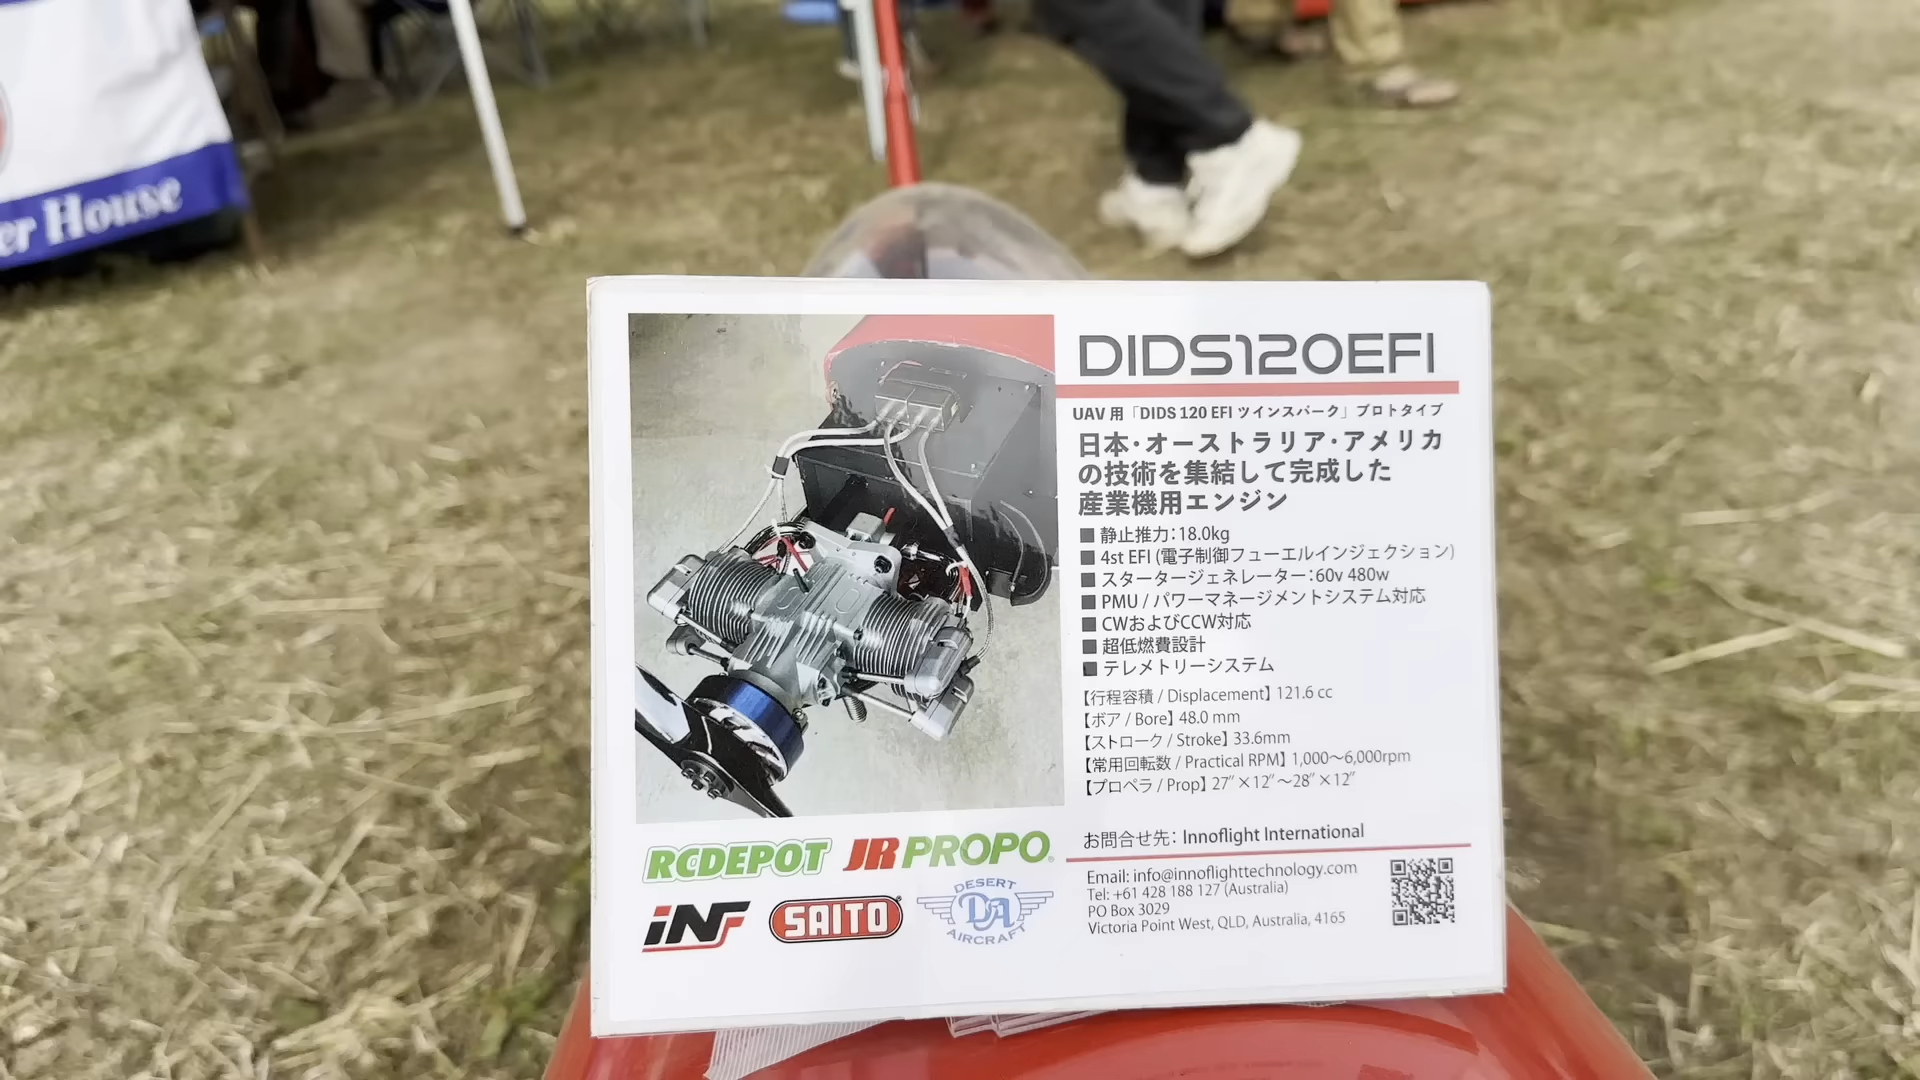 er House
DIDS120EFI
UAV 用「DIDS 120 EFI ツインスパーク」プロトタイプ
日本・オーストラリア・アメリカ
の技術を集結して完成した
産業機用エンジン
■ 静止推力：18.0kg
■ 4st EFI (電子制御フューエルインジェクション)
■ スタータージェネレーター：60v 480w
■ PMU / パワーマネージメントシステム対応
■ CWおよびCCW対応
■ 超低燃費設計
■ テレメトリーシステム
【行程容積 / Displacement】 121.6 cc
【ボア / Bore】 48.0 mm
【ストローク / Stroke】 33.6mm
【常用回転数 / Practical RPM】 1,000〜6,000rpm
【プロペラ / Prop】 27″×12″〜28″×12″
お問合せ先： Innoflight International
Email: info@innoflighttechnology.com
Tel: +61 428 188 127 (Australia)
PO Box 3029
Victoria Point West, QLD, Australia, 4165
RCDEPOT
JR PROPO
iNF
SAITO
DESERT
DA
AIRCRAFT